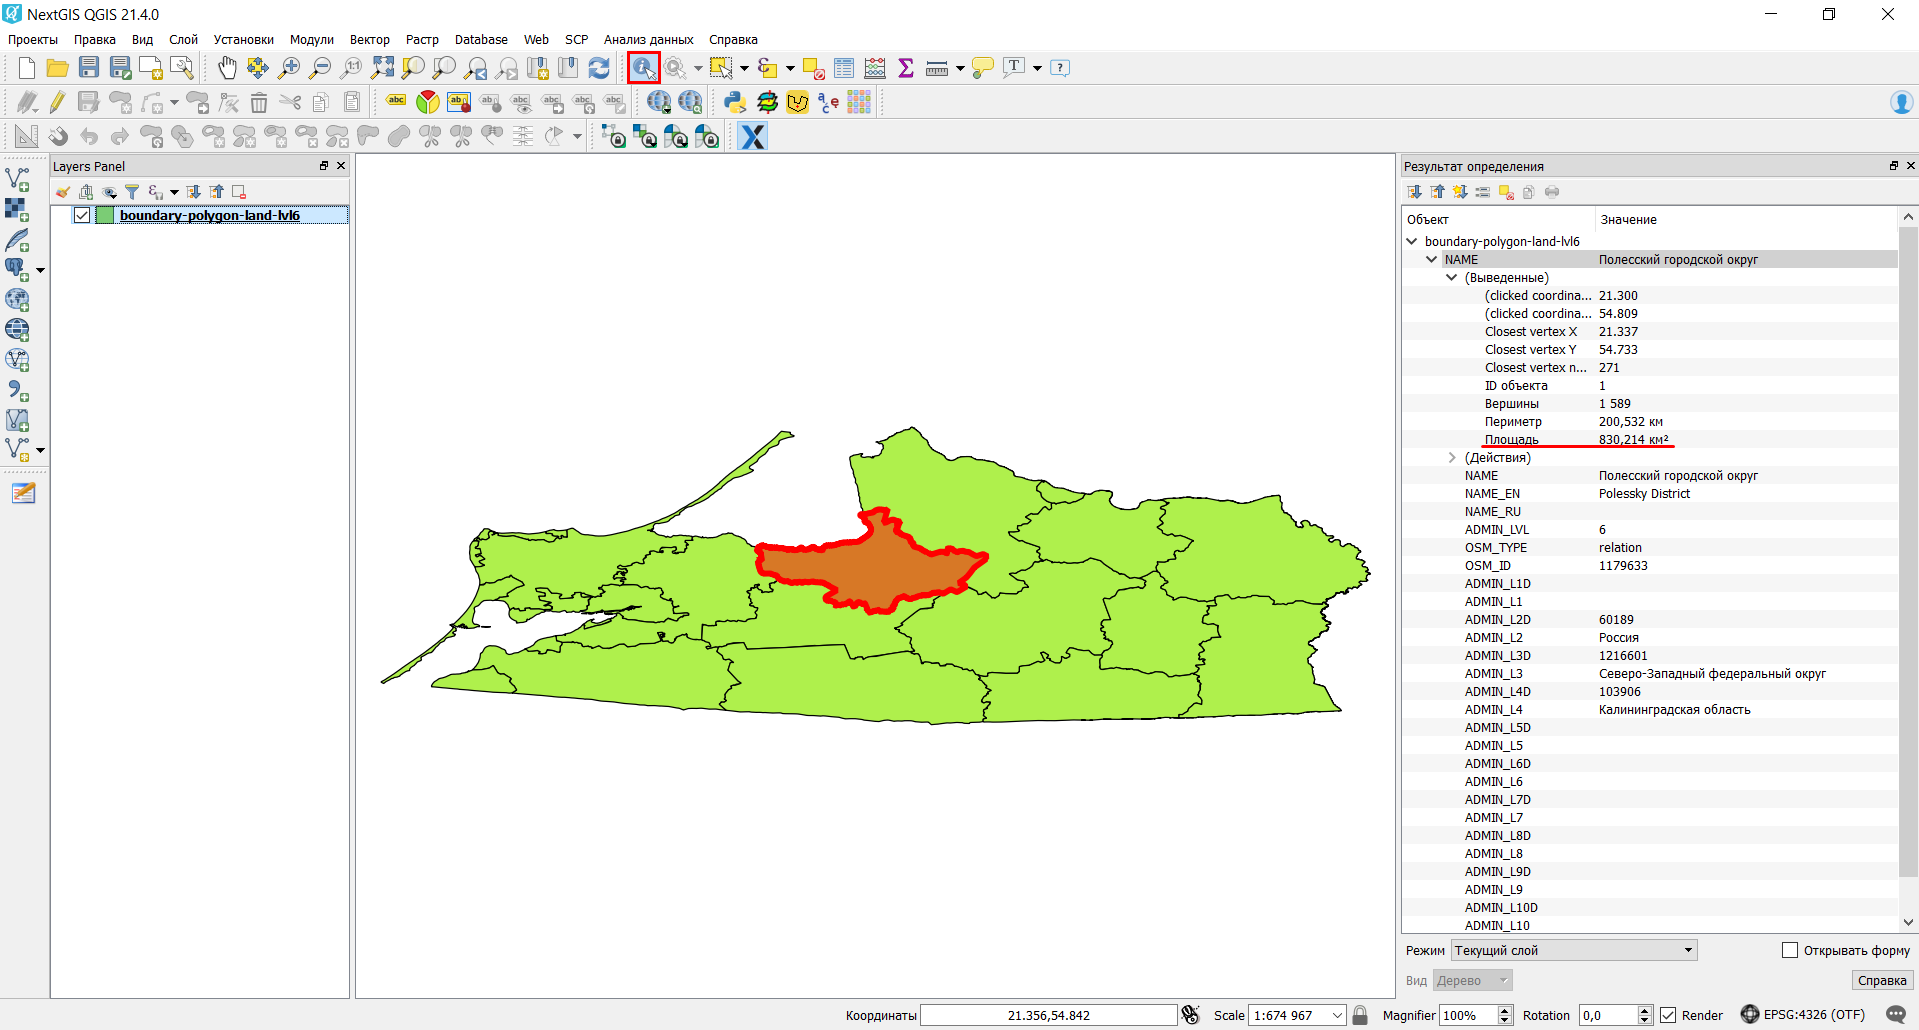 NextGIS QGIS 21.4.0
Проекты Правка Вид Слой Установки Модули Вектор Растр Database Web SCP Анализ данных Справка
Layers Panel
boundary-polygon-land-lvl6
Результат определения
Объект Значение
boundary-polygon-land-lvl6
NAME Полесский городской округ
(Выведенные)
(clicked coordina... 21.300
(clicked coordina... 54.809
Closest vertex X 21.337
Closest vertex Y 54.733
Closest vertex n... 271
ID объекта 1
Вершины 1 589
Периметр 200,532 км
Площадь 830,214 км²
(Действия)
NAME Полесский городской округ
NAME_EN Polessky District
NAME_RU
ADMIN_LVL 6
OSM_TYPE relation
OSM_ID 1179633
ADMIN_L1D
ADMIN_L1
ADMIN_L2D 60189
ADMIN_L2 Россия
ADMIN_L3D 1216601
ADMIN_L3 Северо-Западный федеральный округ
ADMIN_L4D 103906
ADMIN_L4 Калининградская область
ADMIN_L5D
ADMIN_L5
ADMIN_L6D
ADMIN_L6
ADMIN_L7D
ADMIN_L7
ADMIN_L8D
ADMIN_L8
ADMIN_L9D
ADMIN_L9
ADMIN_L10D
ADMIN_L10
Режим Текущий слой Открывать форму
Вид Дерево Справка
Координаты 21.356,54.842 Scale 1:674 967 Magnifier 100% Rotation 0,0 Render EPSG:4326 (OTF)